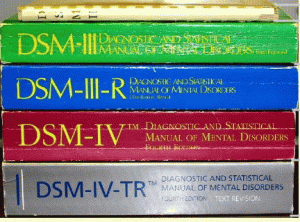 DSM-III DIAGNOSTIC AND STATISTICAL
MANUAL OF MENTAL DISORDERS
DSM-III-R DIAGNOSTIC AND STATISTICAL
MANUAL OF MENTAL DISORDERS
DSM-IV™ DIAGNOSTIC AND STATISTICAL
MANUAL OF MENTAL DISORDERS
FOURTH EDITION
DSM-IV-TR™ DIAGNOSTIC AND STATISTICAL
MANUAL OF MENTAL DISORDERS
FOURTH EDITION TEXT REVISION